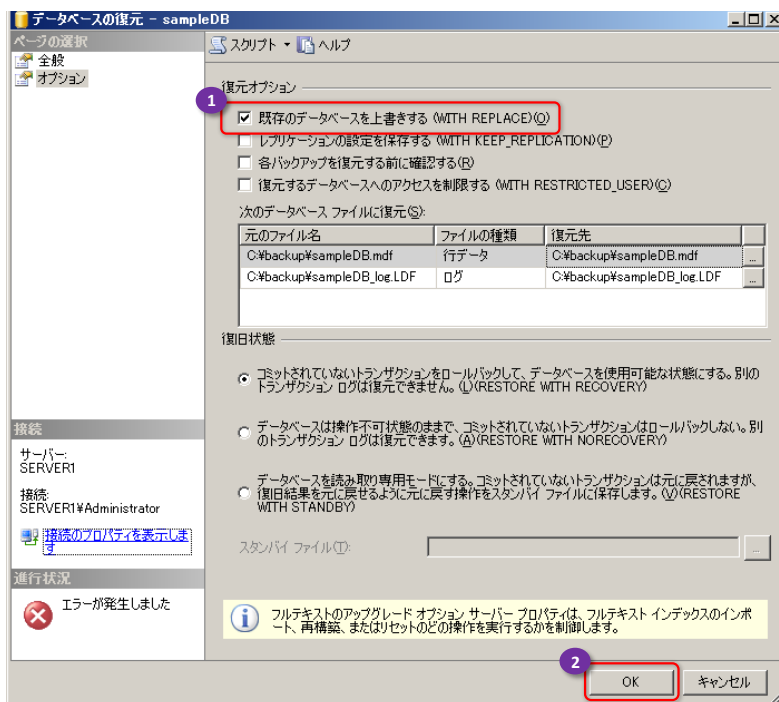 データベースの復元 - sampleDB
ページの選択
全般
オプション
スクリプト
ヘルプ
復元オプション
1
既存のデータベースを上書きする (WITH REPLACE)(O)
レプリケーションの設定を保存する (WITH KEEP_REPLICATION)(P)
各バックアップを復元する前に確認する(R)
復元するデータベースへのアクセスを制限する (WITH RESTRICTED_USER)(C)
次のデータベース ファイルに復元(S):
元のファイル名 ファイルの種類 復元先
C:¥backup¥sampleDB.mdf 行データ C:¥backup¥sampleDB.mdf ...
C:¥backup¥sampleDB_log.LDF ログ C:¥backup¥sampleDB_log.LDF ...
復旧状態
コミットされていないトランザクションをロールバックして、データベースを使用可能な状態にする。別の
トランザクション ログは復元できません。(L)(RESTORE WITH RECOVERY)
データベースは操作不可状態のままで、コミットされていないトランザクションはロールバックしない。別
のトランザクション ログは復元できます。(A)(RESTORE WITH NORECOVERY)
データベースを読み取り専用モードにする。コミットされていないトランザクションは元に戻されますが、
復旧結果を元に戻せるように元に戻す操作をスタンバイ ファイルに保存します。(V)(RESTORE
WITH STANDBY)
スタンバイ ファイル(T):
...
接続
サーバー:
SERVER1
接続:
SERVER1¥Administrator
接続のプロパティを表示しま
す
進行状況
エラーが発生しました
フルテキストのアップグレード オプション サーバー プロパティは、フルテキスト インデックスのインポ
ート、再構築、またはリセットのどの操作を実行するかを制御します。
2
OK
キャンセル